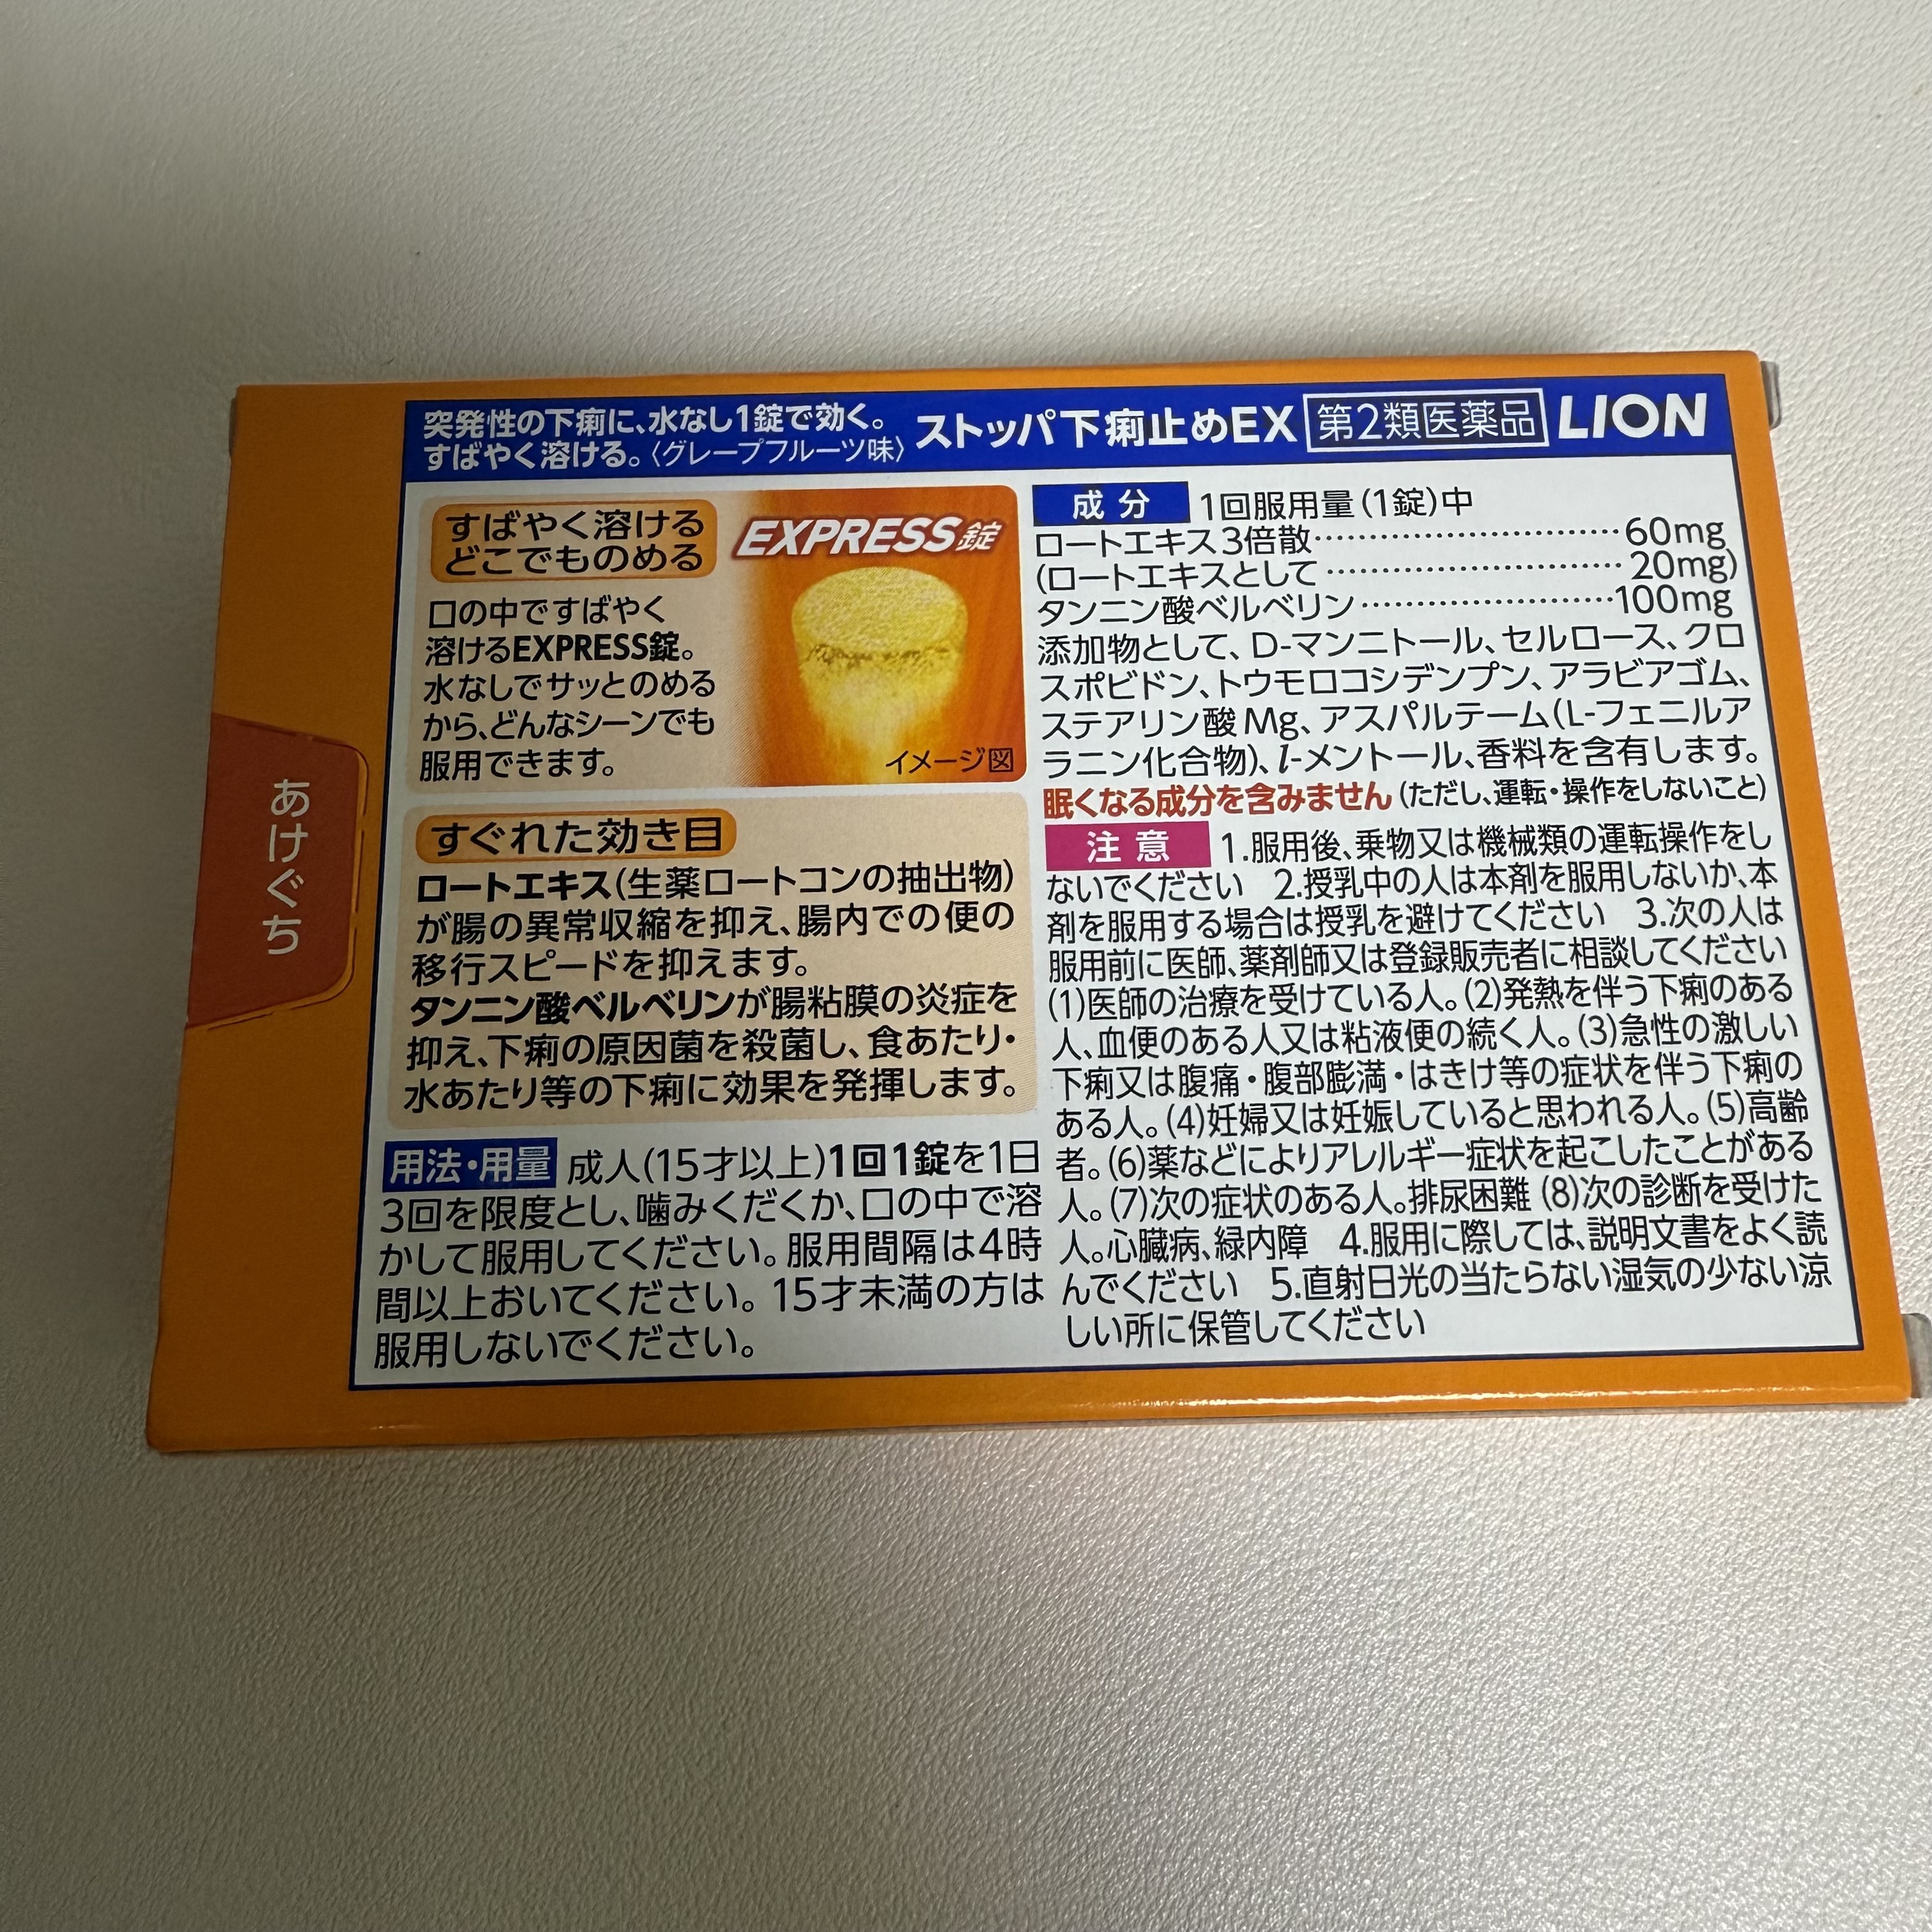 突発性の下痢に、水なし1錠で効く。
すばやく溶ける。〈グレープフルーツ味〉
ストッパ下痢止めEX 第2類医薬品 LION
すばやく溶ける
どこでものめる
EXPRESS錠
口の中ですばやく
溶けるEXPRESS錠。
水なしでサッとのめる
から、どんなシーンでも
服用できます。
イメージ図
すぐれた効き目
ロートエキス(生薬ロートコンの抽出物)
が腸の異常収縮を抑え、腸内での便の
移行スピードを抑えます。
タンニン酸ベルベリンが腸粘膜の炎症を
抑え、下痢の原因菌を殺菌し、食あたり・
水あたり等の下痢に効果を発揮します。
用法・用量 成人(15才以上)1回1錠を1日
3回を限度とし、噛みくだくか、口の中で溶
かして服用してください。服用間隔は4時
間以上おいてください。15才未満の方は
服用しないでください。
成分 1回服用量(1錠)中
ロートエキス3倍散…………………………60mg
(ロートエキスとして…………………………20mg)
タンニン酸ベルベリン………………………100mg
添加物として、D-マンニトール、セルロース、クロ
スポビドン、トウモロコシデンプン、アラビアゴム、
ステアリン酸Mg、アスパルテーム(L-フェニルア
ラニン化合物)、l-メントール、香料を含有します。
眠くなる成分を含みません(ただし、運転・操作をしないこと)
注意 1.服用後、乗物又は機械類の運転操作をし
ないでください 2.授乳中の人は本剤を服用しないか、本
剤を服用する場合は授乳を避けてください 3.次の人は
服用前に医師、薬剤師又は登録販売者に相談してください
(1)医師の治療を受けている人。(2)発熱を伴う下痢のある
人、血便のある人又は粘液便の続く人。(3)急性の激しい
下痢又は腹痛・腹部膨満・はきけ等の症状を伴う下痢の
ある人。(4)妊婦又は妊娠していると思われる人。(5)高齢
者。(6)薬などによりアレルギー症状を起こしたことがある
人。(7)次の症状のある人。排尿困難 (8)次の診断を受けた
人。心臓病、緑内障 4.服用に際しては、説明文書をよく読
んでください 5.直射日光の当たらない湿気の少ない涼
しい所に保管してください
あけぐち